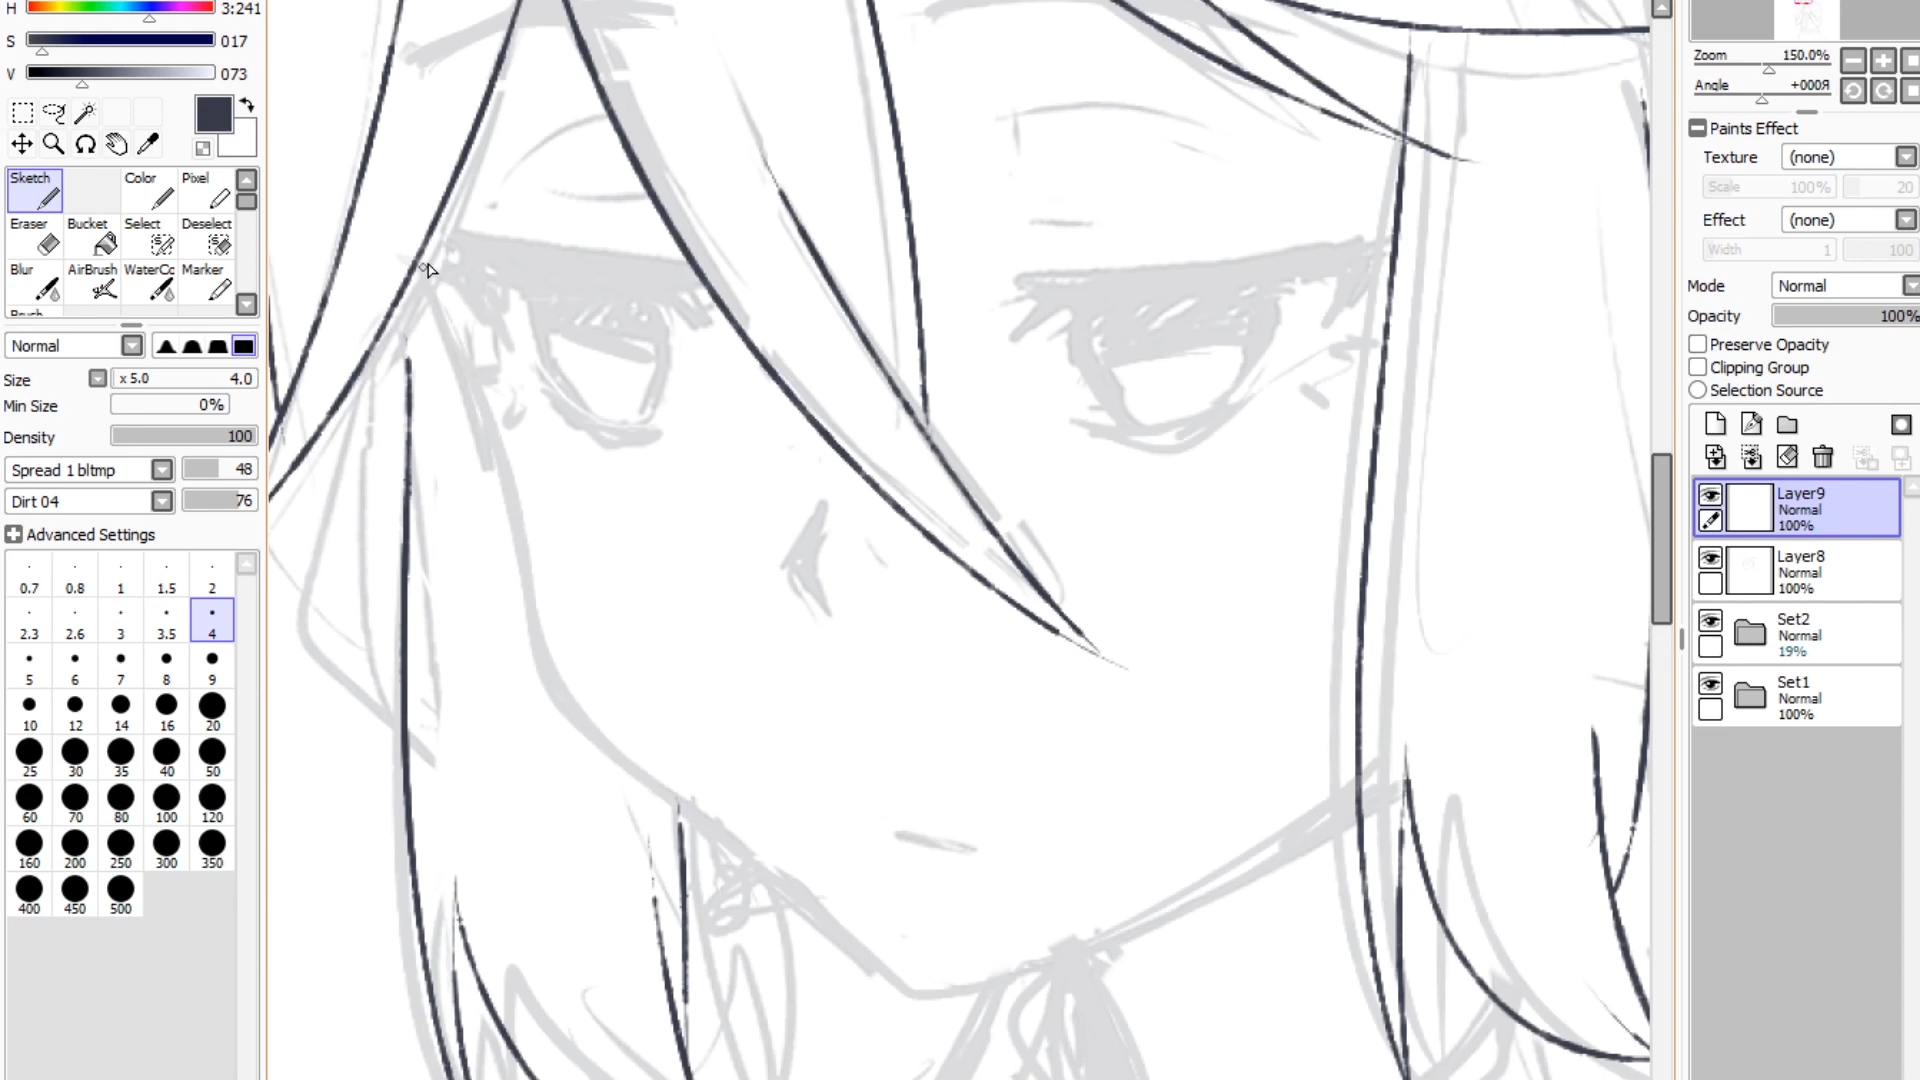 H 3:241
S 017
V 073
Sketch Color Pixel
Eraser Bucket Select Deselect
Blur AirBrush WaterCc Marker
Normal
Size x 5.0 4.0
Min Size 0%
Density 100
Spread 1 bltmp 48
Dirt 04 76
Advanced Settings
0.7 0.8 1 1.5 2
2.3 2.6 3 3.5 4
5 6 7 8 9
10 12 14 16 20
25 30 35 40 50
60 70 80 100 120
160 200 250 300 350
400 450 500
Zoom 150.0%
Angle +000Я
Paints Effect
Texture (none)
Scale 100% 20
Effect (none)
Width 1 100
Mode Normal
Opacity 100%
Preserve Opacity
Clipping Group
Selection Source
Layer9
Normal
100%
Layer8
Normal
100%
Set2
Normal
19%
Set1
Normal
100%